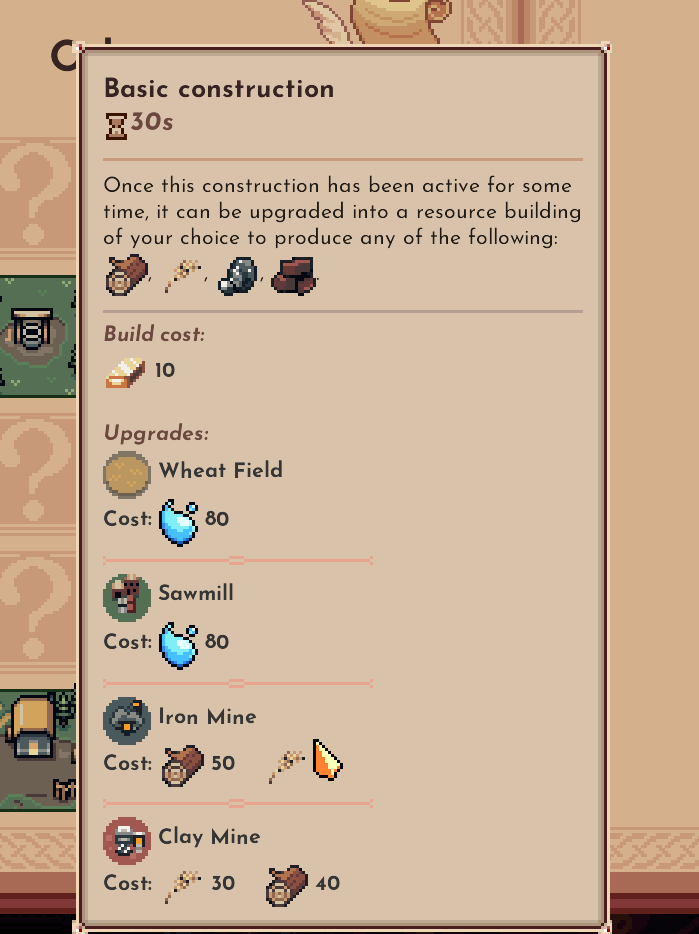 Basic construction
30s
Once this construction has been active for some
time, it can be upgraded into a resource building
of your choice to produce any of the following:
, , ,
Build cost:
10
Upgrades:
Wheat Field
Cost: 80
Sawmill
Cost: 80
Iron Mine
Cost: 50
Clay Mine
Cost: 30 40